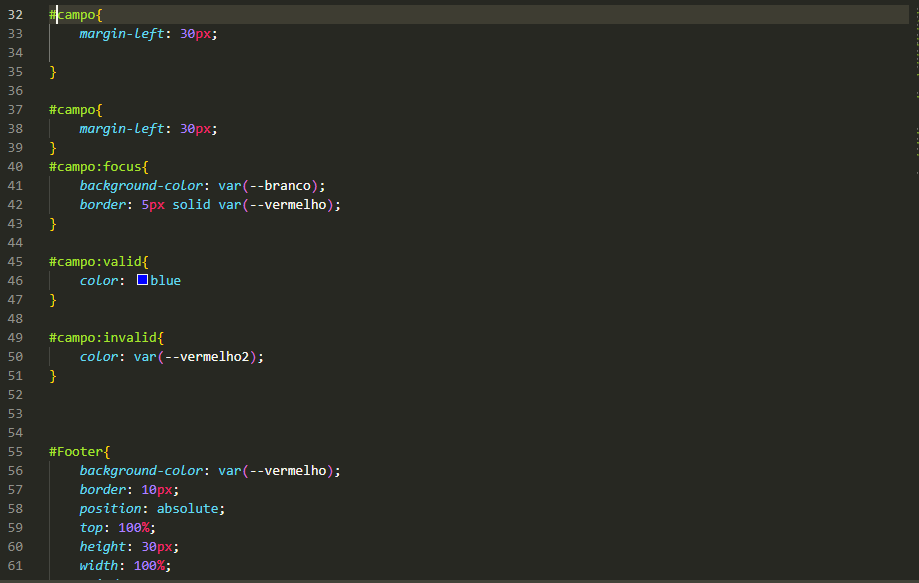 32 #campo{
33 margin-left: 30px;
34
35 }
36
37 #campo{
38 margin-left: 30px;
39 }
40 #campo:focus{
41 background-color: var(--branco);
42 border: 5px solid var(--vermelho);
43 }
44
45 #campo:valid{
46 color: blue
47 }
48
49 #campo:invalid{
50 color: var(--vermelho2);
51 }
52
53
54
55 #Footer{
56 background-color: var(--vermelho);
57 border: 10px;
58 position: absolute;
59 top: 100%;
60 height: 30px;
61 width: 100%;